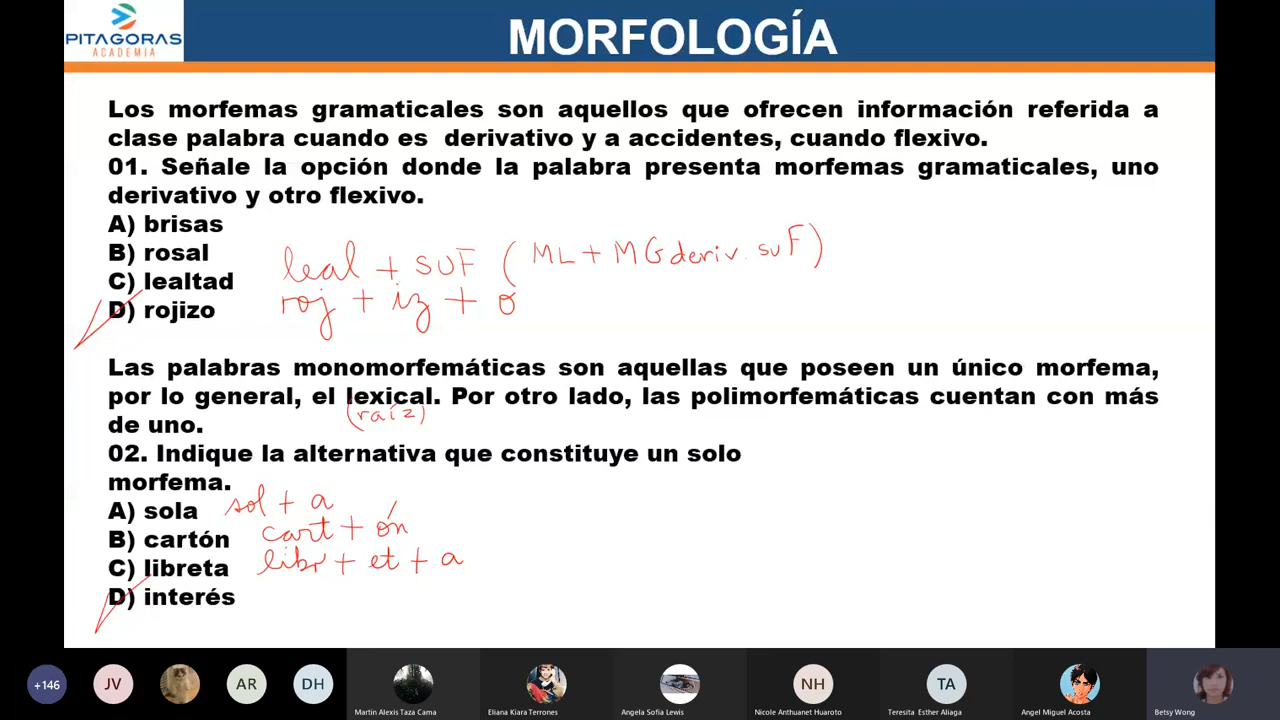 PITAGORAS
ACADEMIA
MORFOLOGÍA
Los morfemas gramaticales son aquellos que ofrecen información referida a
clase palabra cuando es derivativo y a accidentes, cuando flexivo.
01. Señale la opción donde la palabra presenta morfemas gramaticales, uno
derivativo y otro flexivo.
A) brisas
B) rosal
C) lealtad
leal + SUF (ML + MG deriv. suF)
D) rojizo
roj + iz + o
Las palabras monomorfemáticas son aquellas que poseen un único morfema,
por lo general, el lexical. Por otro lado, las polimorfemáticas cuentan con más
(raíz)
de uno.
02. Indique la alternativa que constituye un solo
morfema.
A) sola
sol + a
B) cartón
cart + ón
C) libreta
libr + et + a
D) interés
+146
JV
AR
DH
NH
TA
Martin Alexis Taza Cama
Eliana Kiara Terrones
Angela Sofia Lewis
Nicole Anthuanet Huaroto
Teresita Esther Aliaga
Angel Miguel Acosta
Betsy Wong